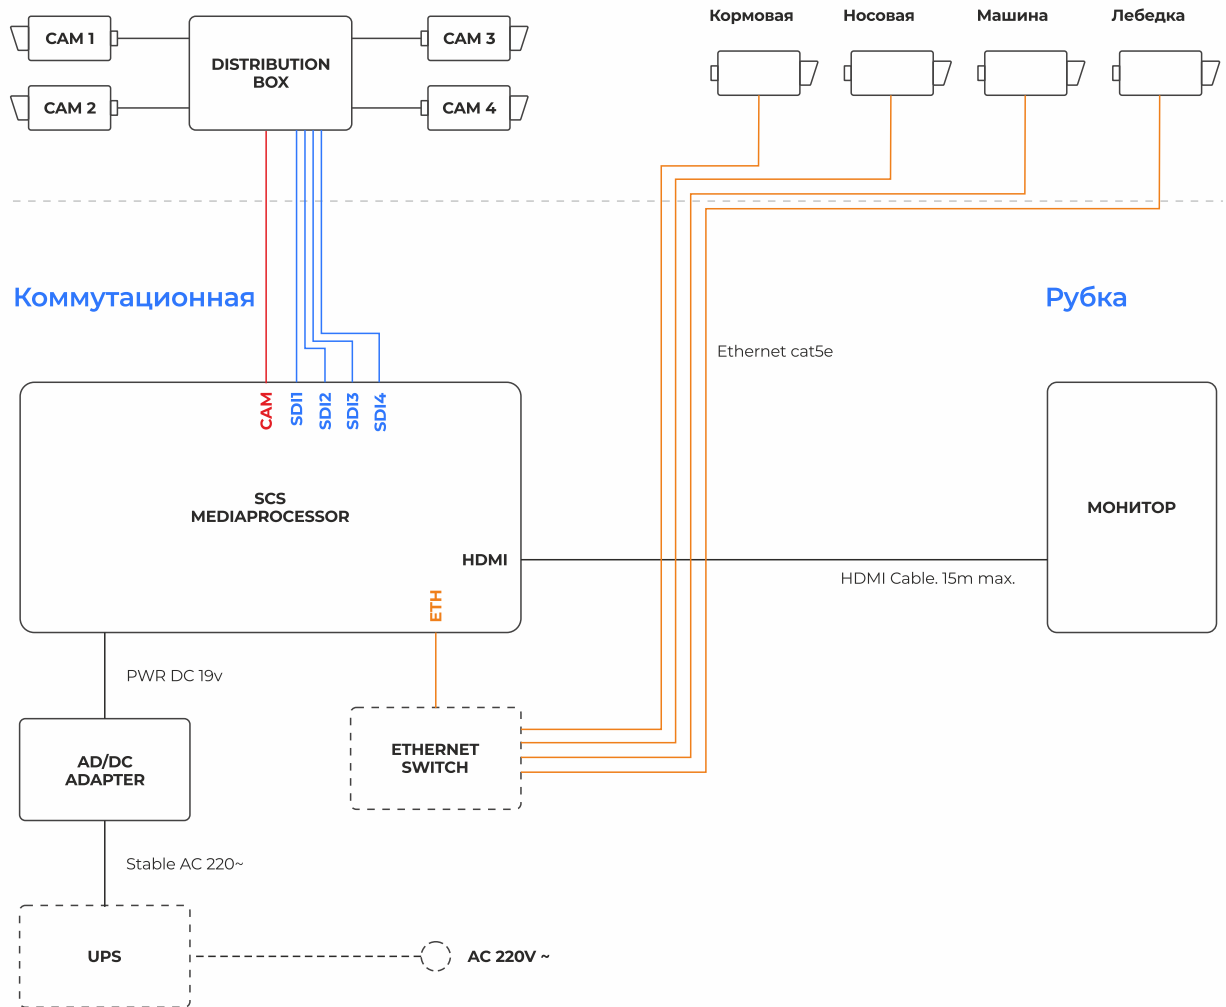 Кормовая
Носовая
Машина
Лебедка
CAM 1
DISTRIBUTION
BOX
CAM 3
CAM 2
CAM 4
Коммутационная
Рубка
Ethernet cat5e
CAM
SDI1
SDI2
SDI3
SDI4
SCS
MEDIAPROCESSOR
МОНИТОР
HDMI
HDMI Cable. 15m max.
ETH
PWR DC 19v
AD/DC
ADAPTER
ETHERNET
SWITCH
Stable AC 220~
UPS
AC 220V ~